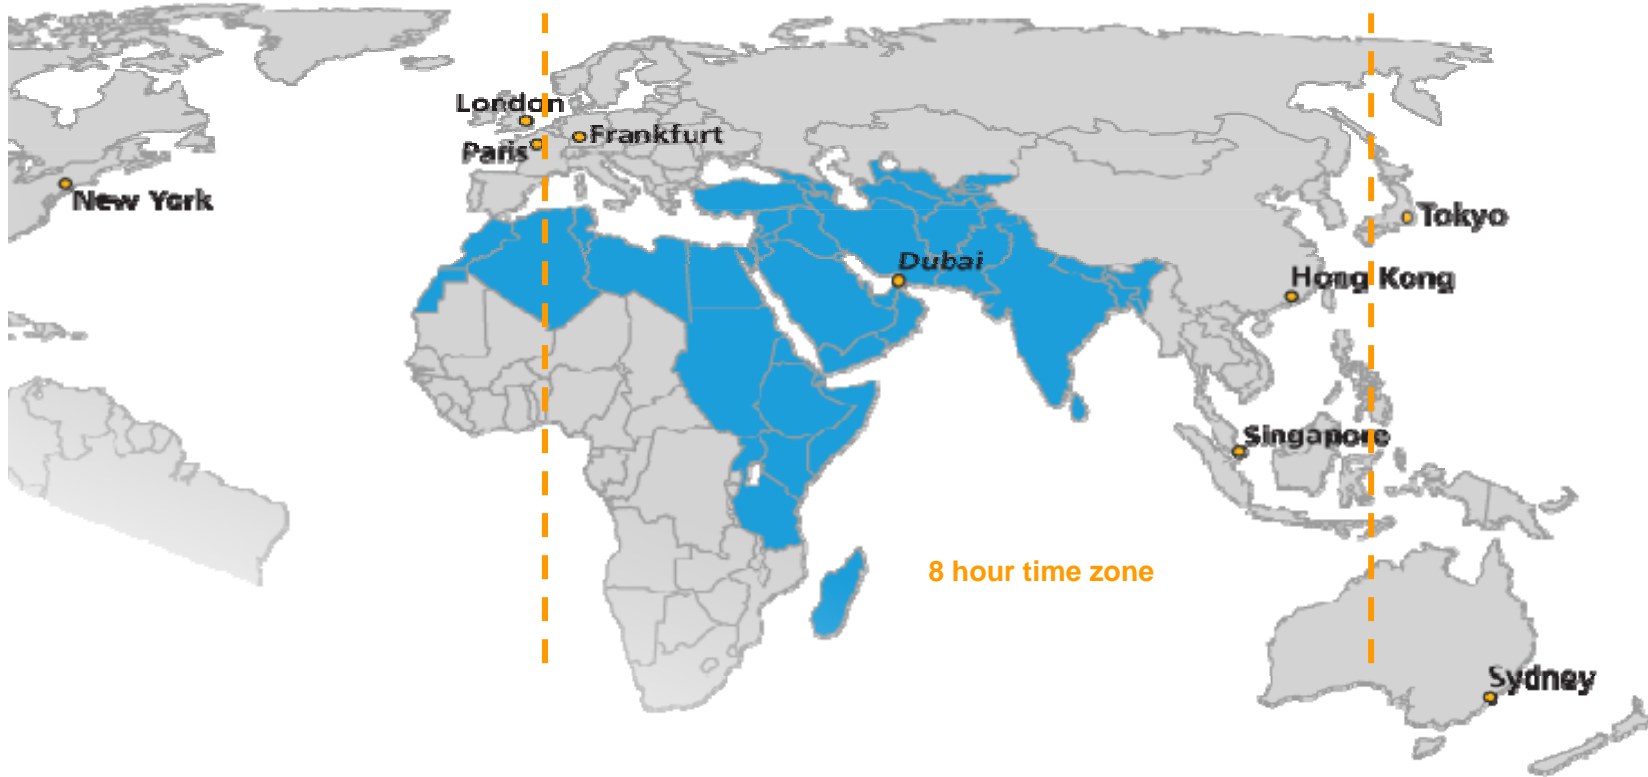 London
Frankfurt
Paris
New York
Tokyo
Dubai
Hong Kong
Singapore
8 hour time zone
Sydney